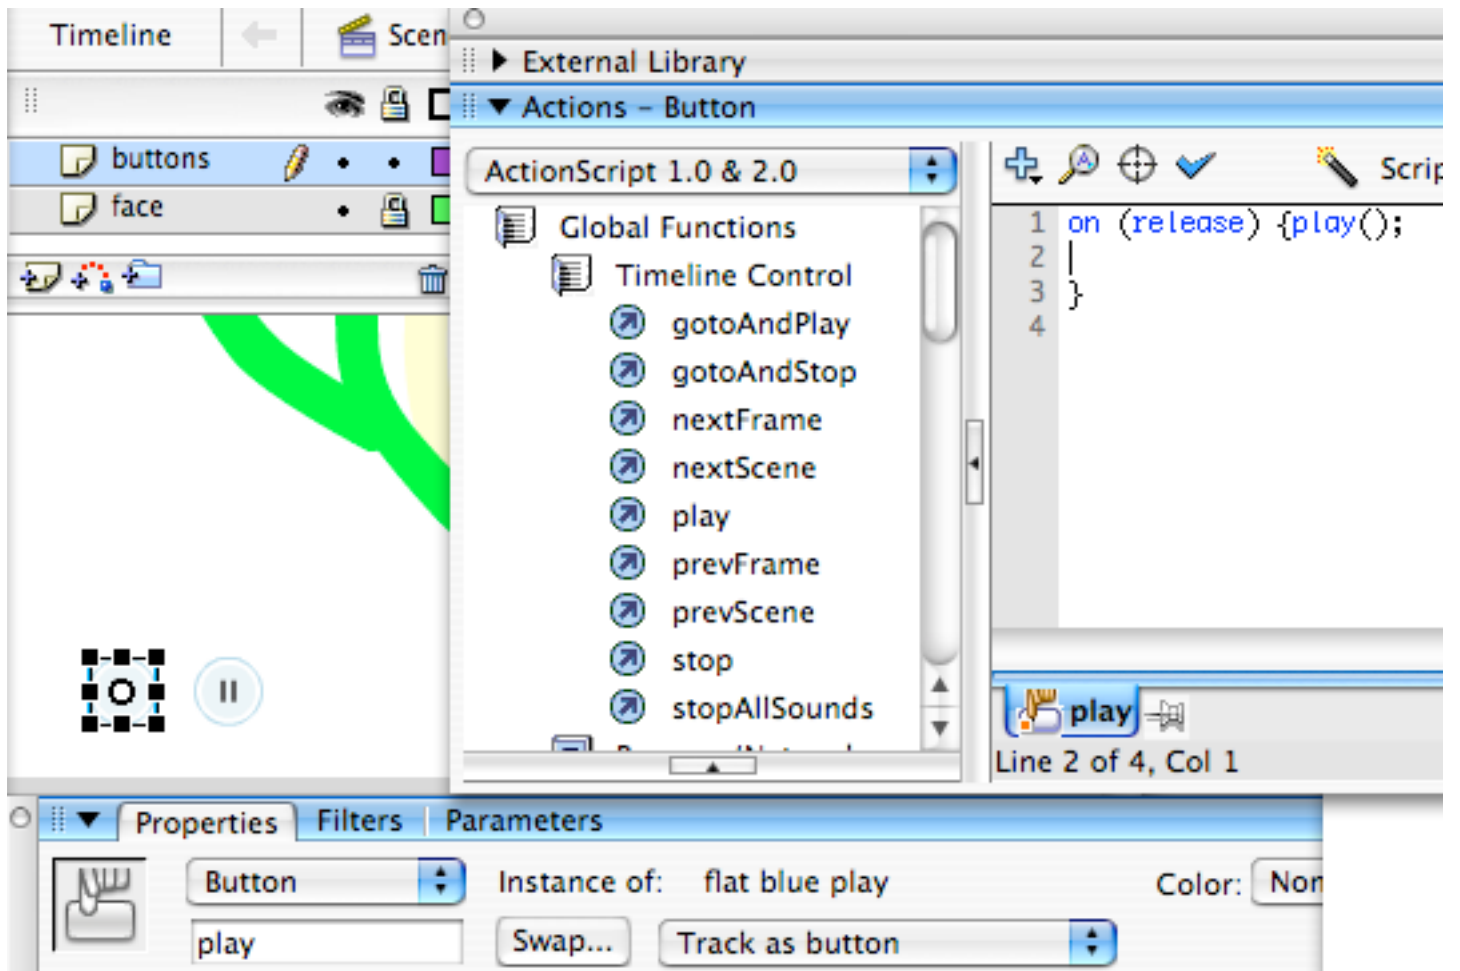 Timeline
Scen
External Library
Actions – Button
buttons
face
ActionScript 1.0 & 2.0
Global Functions
Timeline Control
gotoAndPlay
gotoAndStop
nextFrame
nextScene
play
prevFrame
prevScene
stop
stopAllSounds
Scrip
1 on (release) {play();
2
3 }
4
play
Line 2 of 4, Col 1
Properties Filters Parameters
Button Instance of: flat blue play Color: Non
play Swap... Track as button